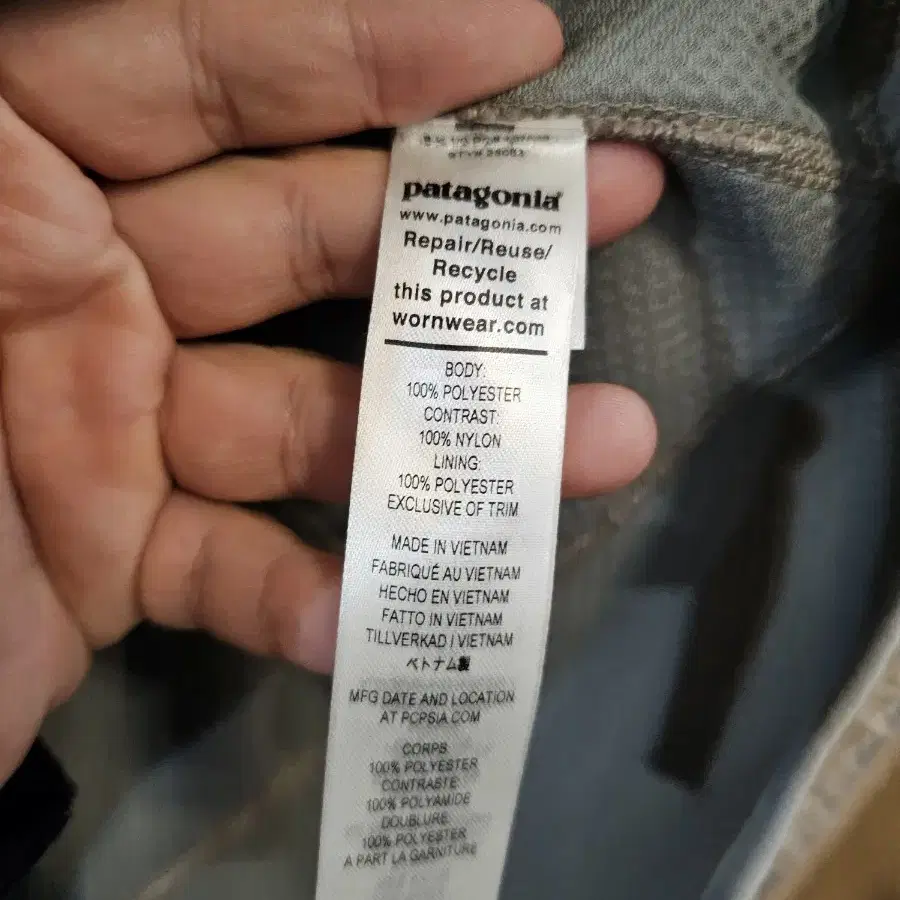 patagonia®
www.patagonia.com
Repair/Reuse/
Recycle
this product at
wornwear.com
BODY:
100% POLYESTER
CONTRAST:
100% NYLON
LINING:
100% POLYESTER
EXCLUSIVE OF TRIM
MADE IN VIETNAM
FABRIQUÉ AU VIETNAM
HECHO EN VIETNAM
FATTO IN VIETNAM
TILLVERKAD I VIETNAM
ベトナム製
MFG DATE AND LOCATION
AT PCPSIA.COM
CORPS:
100% POLYESTER
CONTRASTE:
100% POLYAMIDE
DOUBLURE:
100% POLYESTER
A PART LA GARNITURE